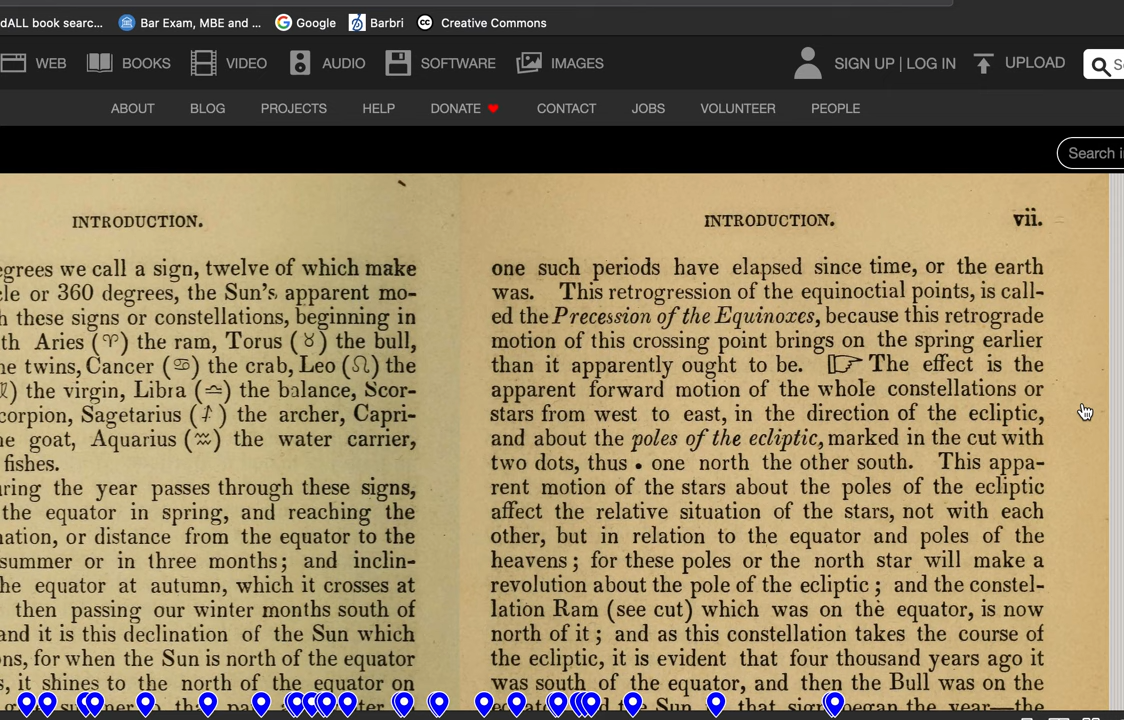 dALL book searc...
Bar Exam, MBE and ...
Google
Barbri
Creative Commons
WEB
BOOKS
VIDEO
AUDIO
SOFTWARE
IMAGES
SIGN UP | LOG IN
UPLOAD
ABOUT
BLOG
PROJECTS
HELP
DONATE ♥
CONTACT
JOBS
VOLUNTEER
PEOPLE
Search i
INTRODUCTION.
egrees we call a sign, twelve of which make
cle or 360 degrees, the Sun's apparent mo-
h these signs or constellations, beginning in
th Aries (♈) the ram, Torus (♉) the bull,
he twins, Cancer (♋) the crab, Leo (♌) the
) the virgin, Libra (♎) the balance, Scor-
corpion, Sagetarius (♐) the archer, Capri-
he goat, Aquarius (♒) the water carrier,
fishes.
uring the year passes through these signs,
the equator in spring, and reaching the
nation, or distance from the equator to the
summer or in three months; and inclin-
he equator at autumn, which it crosses at
then passing our winter months south of
and it is this declination of the Sun which
ns, for when the Sun is north of the equator
s, it shines to the north of the equator on
INTRODUCTION. vii.
one such periods have elapsed since time, or the earth
was. This retrogression of the equinoctial points, is call-
ed the Precession of the Equinoxes, because this retrograde
motion of this crossing point brings on the spring earlier
than it apparently ought to be. ☞ The effect is the
apparent forward motion of the whole constellations or
stars from west to east, in the direction of the ecliptic,
and about the poles of the ecliptic, marked in the cut with
two dots, thus • one north the other south. This appa-
rent motion of the stars about the poles of the ecliptic
affect the relative situation of the stars, not with each
other, but in relation to the equator and poles of the
heavens; for these poles or the north star will make a
revolution about the pole of the ecliptic; and the constel-
lation Ram (see cut) which was on the equator, is now
north of it; and as this constellation takes the course of
the ecliptic, it is evident that four thousand years ago it
was south of the equator, and then the Bull was on the
Sun began the year—the